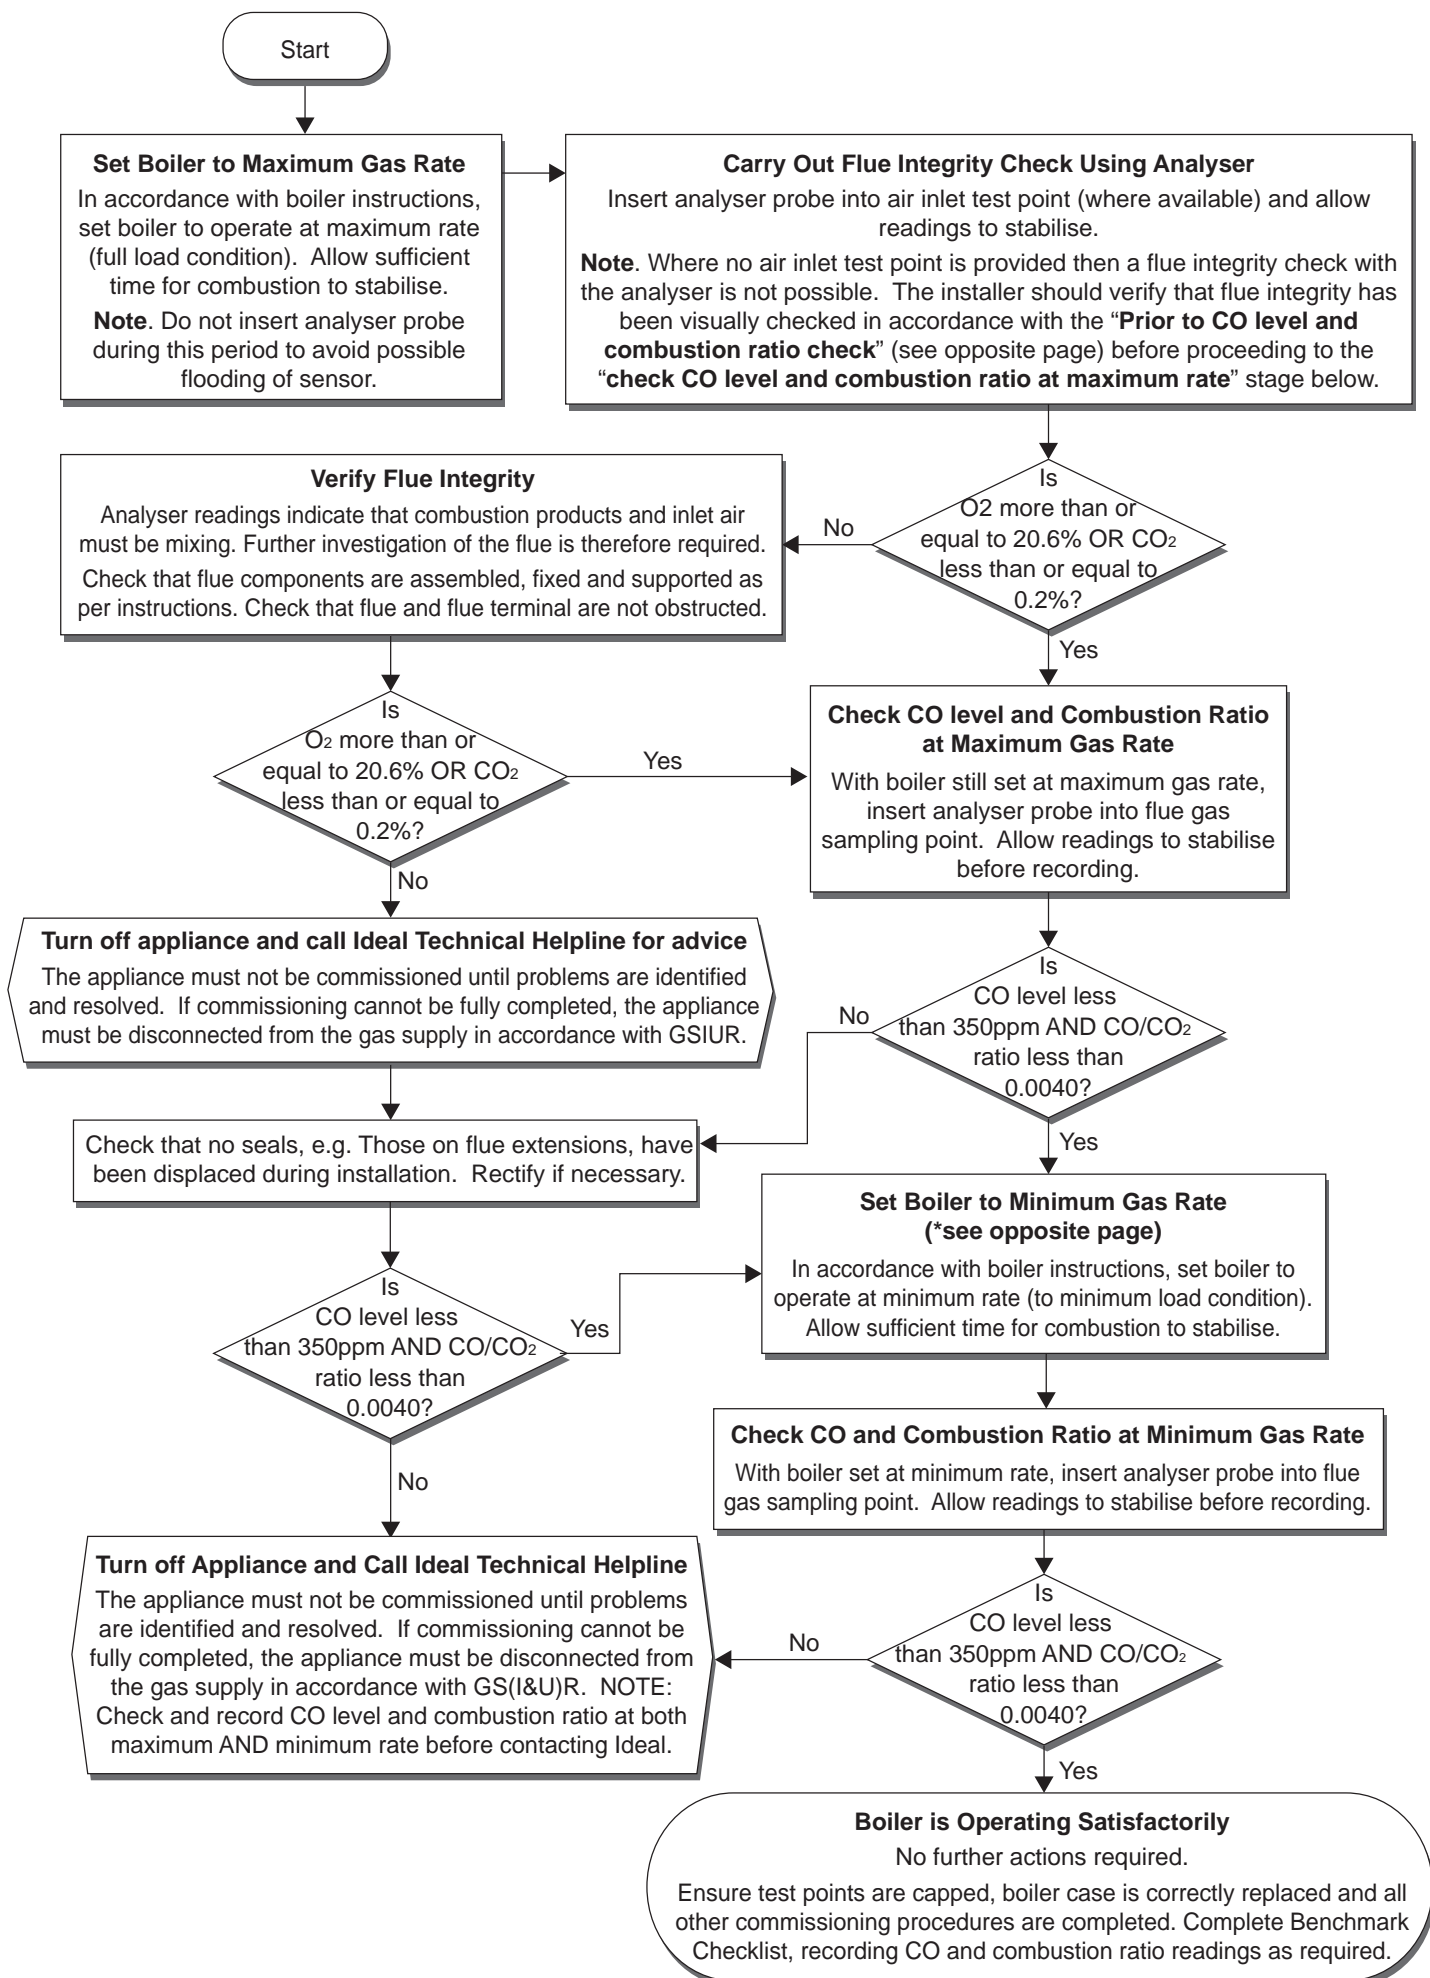 Start
Set Boiler to Maximum Gas Rate
In accordance with boiler instructions,
set boiler to operate at maximum rate
(full load condition).  Allow sufficient
time for combustion to stabilise.
Note. Do not insert analyser probe
during this period to avoid possible
flooding of sensor.
Carry Out Flue Integrity Check Using Analyser
Insert analyser probe into air inlet test point (where available) and allow
readings to stabilise.
Note. Where no air inlet test point is provided then a flue integrity check with
the analyser is not possible.  The installer should verify that flue integrity has
been visually checked in accordance with the “Prior to CO level and
combustion ratio check” (see opposite page) before proceeding to the
“check CO level and combustion ratio at maximum rate” stage below.
Is
O2 more than or
equal to 20.6% OR CO2
less than or equal to
0.2%?
No
Yes
Verify Flue Integrity
Analyser readings indicate that combustion products and inlet air
must be mixing. Further investigation of the flue is therefore required.
Check that flue components are assembled, fixed and supported as
per instructions. Check that flue and flue terminal are not obstructed.
Is
O2 more than or
equal to 20.6% OR CO2
less than or equal to
0.2%?
Yes
No
Check CO level and Combustion Ratio
at Maximum Gas Rate
With boiler still set at maximum gas rate,
insert analyser probe into flue gas
sampling point.  Allow readings to stabilise
before recording.
Turn off appliance and call Ideal Technical Helpline for advice
The appliance must not be commissioned until problems are identified
and resolved.  If commissioning cannot be fully completed, the appliance
must be disconnected from the gas supply in accordance with GSIUR.
Is
CO level less
than 350ppm AND CO/CO2
ratio less than
0.0040?
No
Yes
Check that no seals, e.g. Those on flue extensions, have
been displaced during installation.  Rectify if necessary.
Set Boiler to Minimum Gas Rate
(*see opposite page)
In accordance with boiler instructions, set boiler to
operate at minimum rate (to minimum load condition).
Allow sufficient time for combustion to stabilise.
Is
CO level less
than 350ppm AND CO/CO2
ratio less than
0.0040?
Yes
No
Check CO and Combustion Ratio at Minimum Gas Rate
With boiler set at minimum rate, insert analyser probe into flue
gas sampling point.  Allow readings to stabilise before recording.
Turn off Appliance and Call Ideal Technical Helpline
The appliance must not be commissioned until problems
are identified and resolved.  If commissioning cannot be
fully completed, the appliance must be disconnected from
the gas supply in accordance with GS(I&U)R.  NOTE:
Check and record CO level and combustion ratio at both
maximum AND minimum rate before contacting Ideal.
Is
CO level less
than 350ppm AND CO/CO2
ratio less than
0.0040?
No
Yes
Boiler is Operating Satisfactorily
No further actions required.
Ensure test points are capped, boiler case is correctly replaced and all
other commissioning procedures are completed. Complete Benchmark
Checklist, recording CO and combustion ratio readings as required.